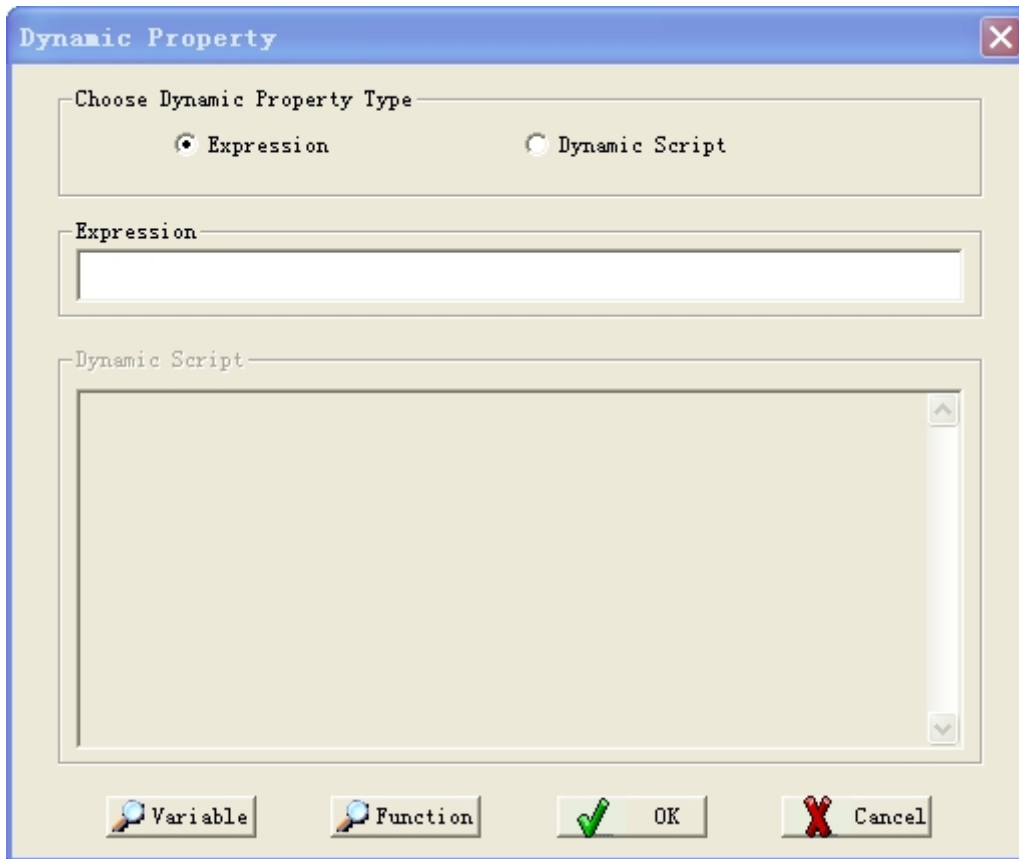 Dynamic Property
Choose Dynamic Property Type
Expression Dynamic Script
Expression
Dynamic Script
Variable Function OK Cancel